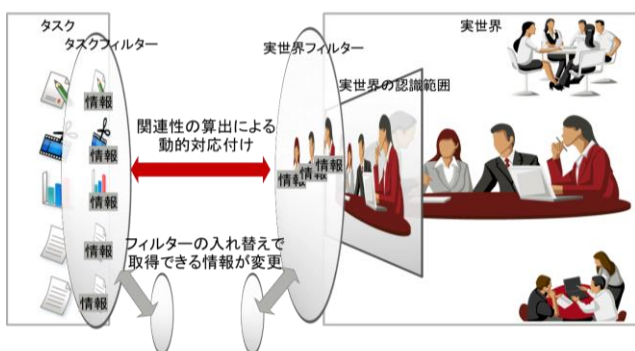 タスク
タスクフィルター
実世界フィルター
実世界
実世界の認識範囲
情報
関連性の算出による
動的対応付け
情報
情報
情報
情報
情報
フィルターの入れ替えで
取得できる情報が変更
情報
情報